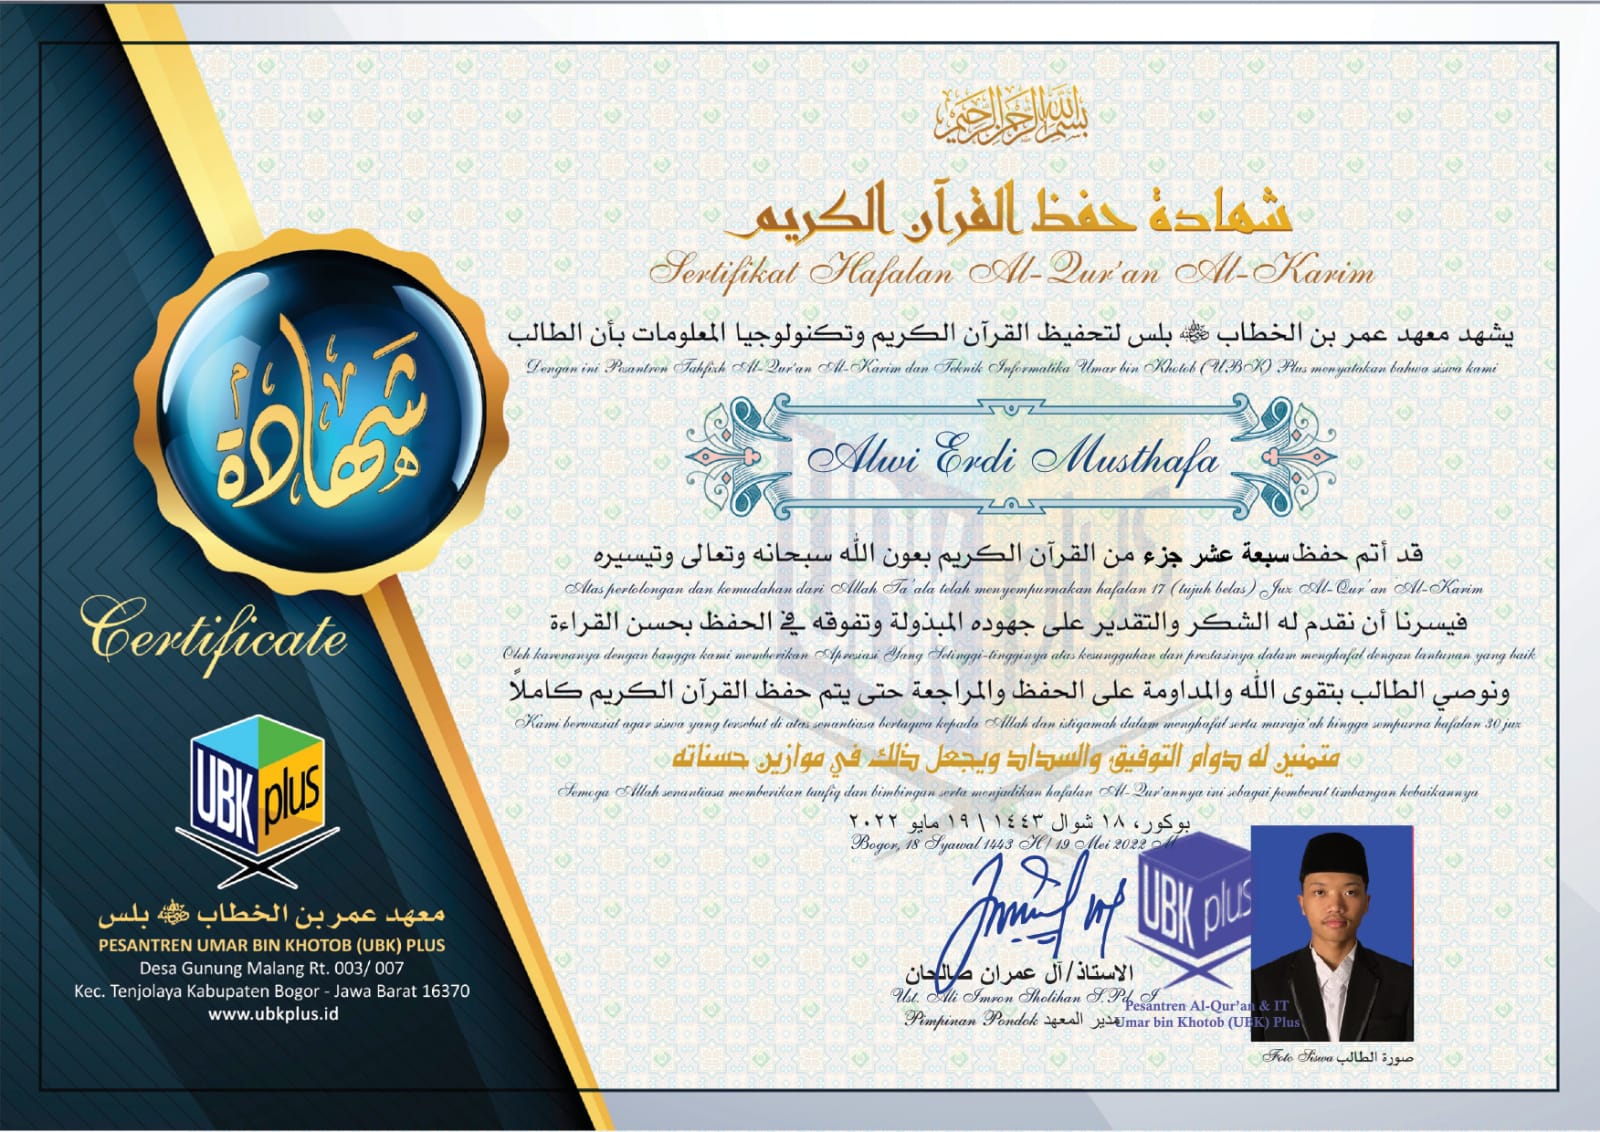 بسم الله الرحمن الرحيم
شهادة حفظ القرآن الكريم
Sertifikat Hafalan Al-Qur'an Al-Karim
يشهد معهد عمر بن الخطاب ﷺ بلس لتحفيظ القرآن الكريم وتكنولوجيا المعلومات بأن الطالب
Dengan ini Pesantren Tahfizh Al-Qur'an Al-Karim dan Teknik Informatika Umar bin Khotob (UBK) Plus menyatakan bahwa siswa kami
Alwi Erdi Musthafa
قد أتم حفظ سبعة عشر جزء من القرآن الكريم بعون الله سبحانه وتعالى وتيسيره
Atas pertolongan dan kemudahan dari Allah Ta'ala telah menyempurnakan hafalan 17 (tujuh belas) Juz Al-Qur'an Al-Karim
فيسرنا أن نقدم له الشكر والتقدير على جهوده المبذولة وتفوقه في الحفظ بحسن القراءة
Oleh karenanya dengan bangga kami memberikan Apresiasi Yang Setinggi-tingginya atas kesungguhan dan prestasinya dalam menghafal dengan lantunan yang baik
ونوصي الطالب بتقوى الله والمداومة على الحفظ والمراجعة حتى يتم حفظ القرآن الكريم كاملاً
Kami berwasiat agar siswa yang tersebut di atas senantiasa bertaqwa kepada Allah dan istiqamah dalam menghafal serta muraja'ah hingga sempurna hafalan 30 juz
متمنين له دوام التوفيق والسداد ويجعل ذلك في موازين حسناته
Semoga Allah senantiasa memberikan taufiq dan bimbingan serta menjadikan hafalan Al-Qur'annya ini sebagai pemberat timbangan kebaikannya
بوكور، ١٨ شوال ١٤٤٣ \ ١٩ مايو ٢٠٢٢
Bogor, 18 Syawal 1443 H/ 19 Mei 2022 M
UBK plus
الاستاذ/آل عمران صالحان
Ust. Ali Imron Sholihan S.Pd. I
Pimpinan Pondok مدير المعهد
Pesantren Al-Qur'an & IT
Umar bin Khotob (UBK) Plus
Foto Siswa صورة الطالب
شهادة
Certificate
UBK plus
معهد عمر بن الخطاب ﷺ بلس
PESANTREN UMAR BIN KHOTOB (UBK) PLUS
Desa Gunung Malang Rt. 003/ 007
Kec. Tenjolaya Kabupaten Bogor - Jawa Barat 16370
www.ubkplus.id